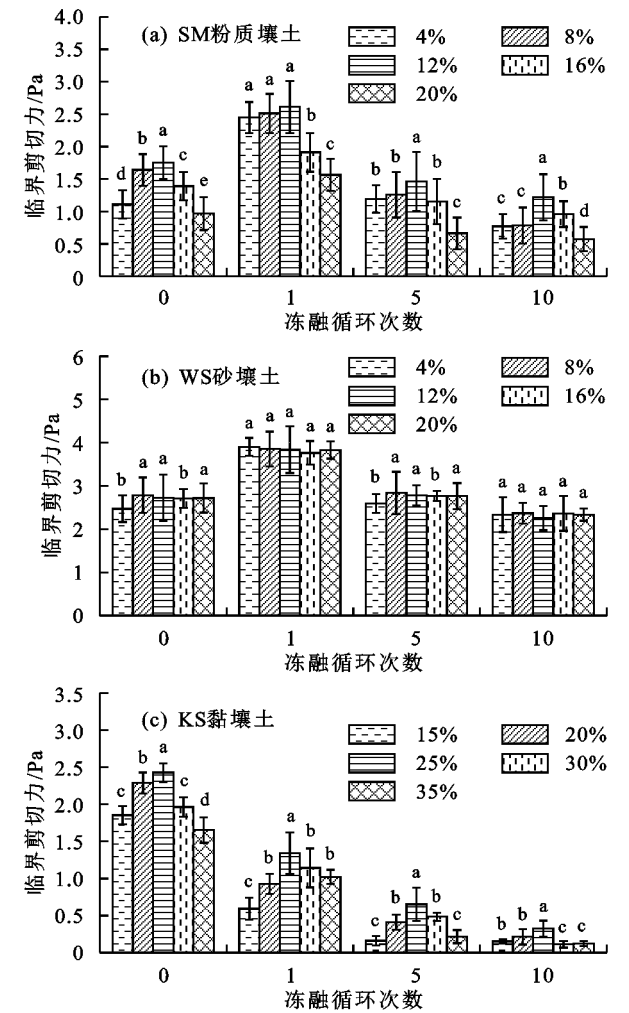 (a) SM粉质壤土
4% 8%
12% 16%
20%
临界剪切力/Pa
4.0
3.5
3.0
2.5
2.0
1.5
1.0
0.5
0
d b a c e
a a a b c
b b a b c
c c a b d
0 1 5 10
冻融循环次数
(b) WS砂壤土
4% 8%
12% 16%
20%
临界剪切力/Pa
6
5
4
3
2
1
0
b a a b a
a a a a a
b a a b a
a a a a a
0 1 5 10
冻融循环次数
(c) KS黏壤土
15% 20%
25% 30%
35%
临界剪切力/Pa
3.5
3.0
2.5
2.0
1.5
1.0
0.5
0
c b a c d
c b a b b
c b a b c
b b a c c
0 1 5 10
冻融循环次数